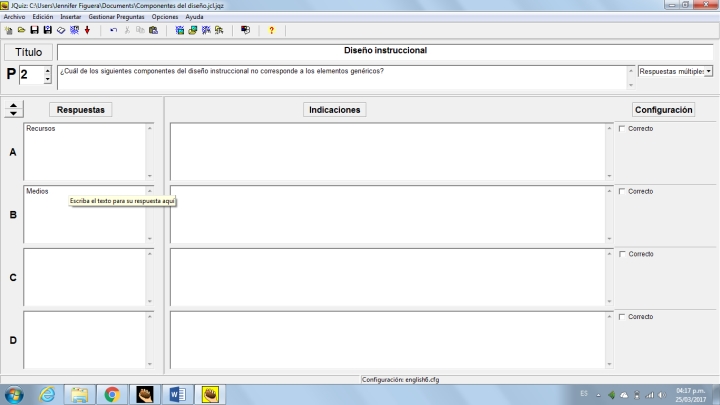 JQuiz: C:\Users\Jennifer Figuera\Documents\Componentes del diseño.jcl.jqz
Archivo Edición Insertar Gestionar Preguntas Opciones Ayuda
Título
Diseño instruccional
P 2
¿Cuál de los siguientes componentes del diseño instruccional no corresponde a los elementos genéricos?
Respuestas múltiples
Respuestas
Indicaciones
Configuración
A
Recursos
Correcto
B
Medios
Correcto
Escriba el texto para su respuesta aquí
C
Correcto
D
Correcto
Configuración: english6.cfg
ES
04:17 p.m.
25/03/2017